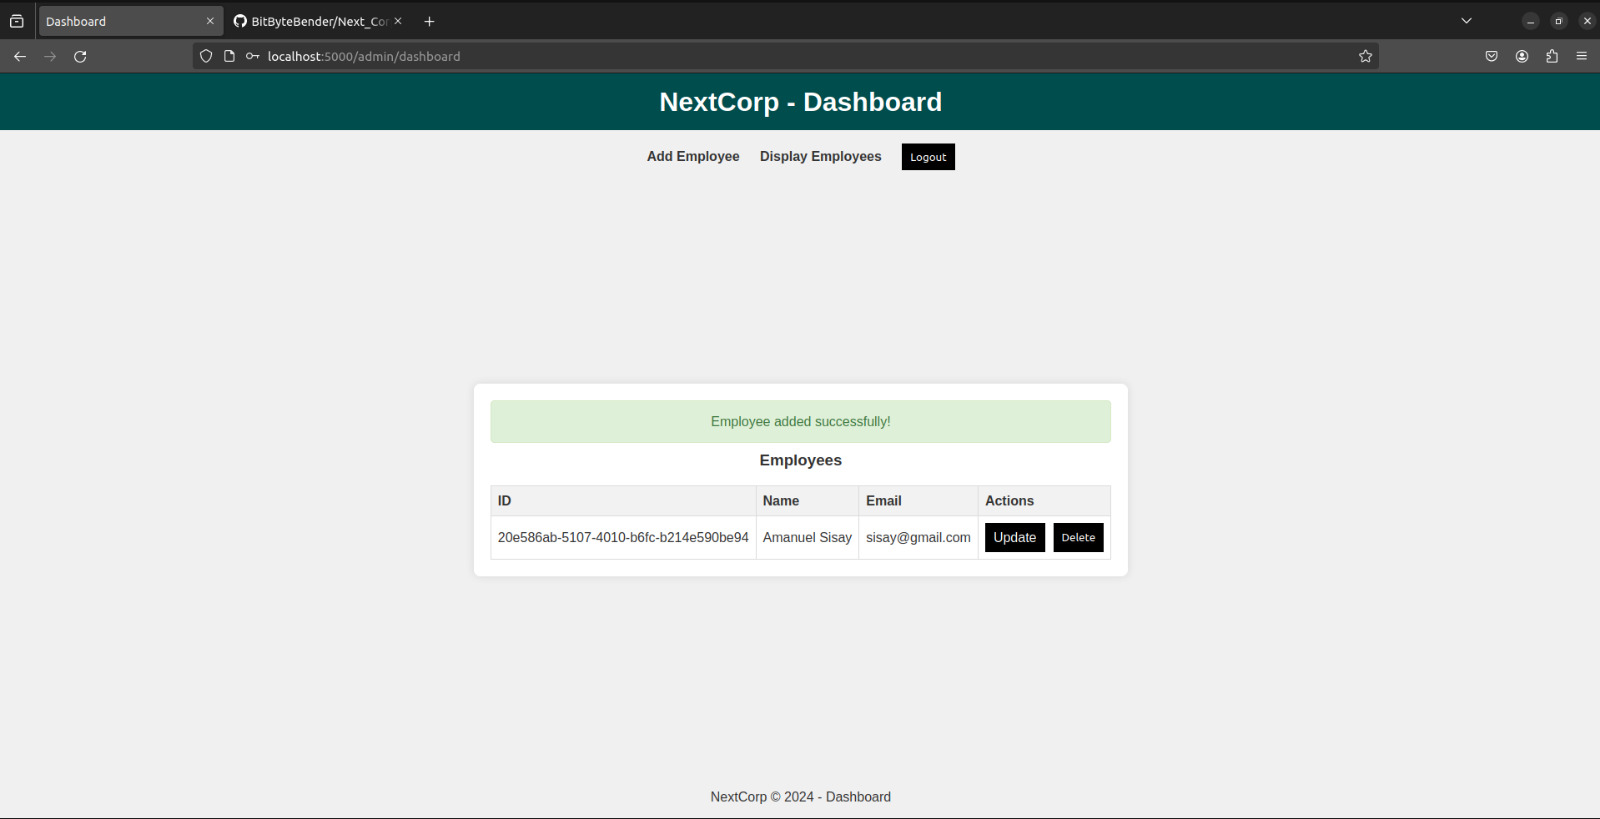 Dashboard
BitByteBender/Next_Cor
localhost:5000/admin/dashboard
NextCorp - Dashboard
Add Employee Display Employees Logout
Employee added successfully!
Employees
ID Name Email Actions
20e586ab-5107-4010-b6fc-b214e590be94 Amanuel Sisay sisay@gmail.com Update Delete
NextCorp © 2024 - Dashboard